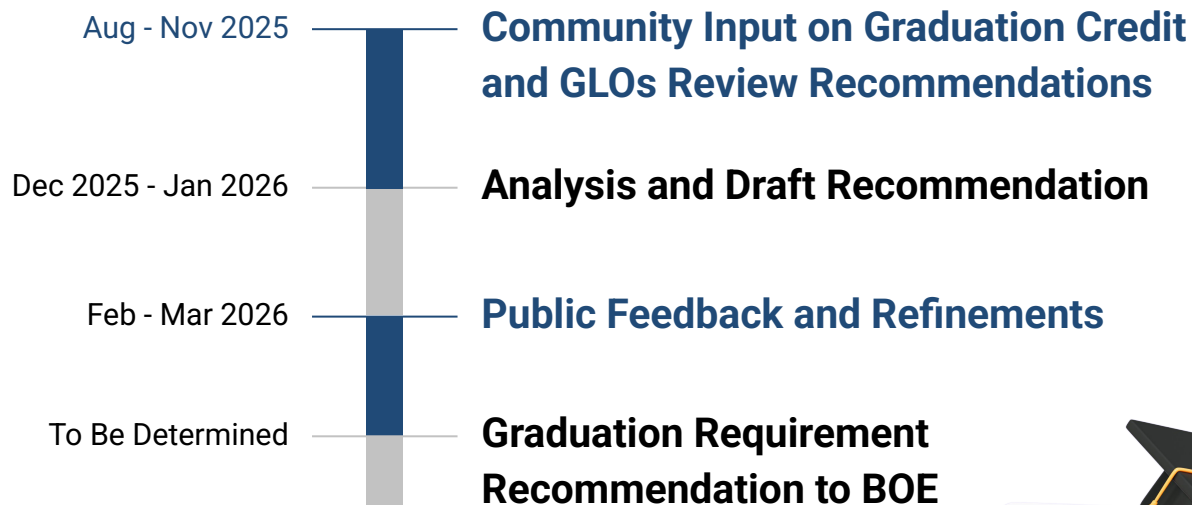 Aug - Nov 2025
Community Input on Graduation Credit
and GLOs Review Recommendations
Dec 2025 - Jan 2026
Analysis and Draft Recommendation
Feb - Mar 2026
Public Feedback and Refinements
To Be Determined
Graduation Requirement
Recommendation to BOE